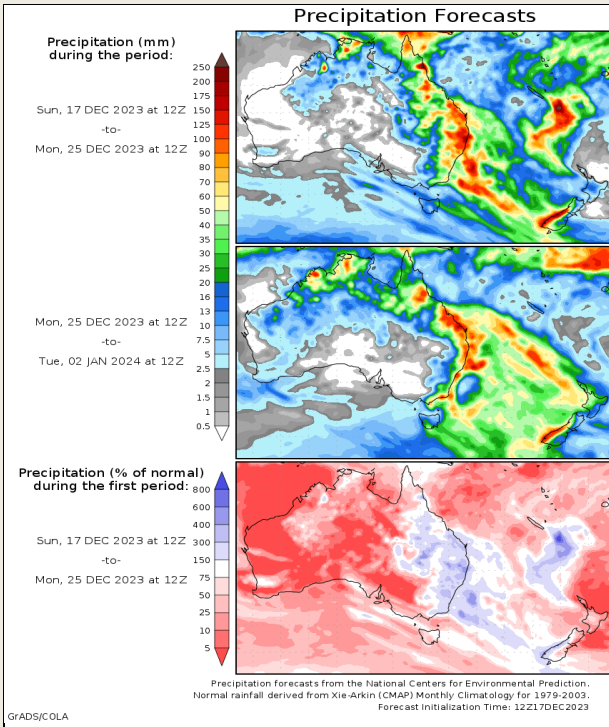 Precipitation Forecasts
Precipitation (mm)
during the period:
Sun, 17 DEC 2023 at 12Z
-to-
Mon, 25 DEC 2023 at 12Z
250
200
175
150
125
100
90
80
70
60
50
40
35
30
25
20
16
13
10
7.5
5
2.5
2
1.5
1
0.5
Mon, 25 DEC 2023 at 12Z
-to-
Tue, 02 JAN 2024 at 12Z
Precipitation (% of normal)
during the first period:
Sun, 17 DEC 2023 at 12Z
-to-
Mon, 25 DEC 2023 at 12Z
800
600
400
300
150
75
50
25
10
5
Precipitation forecasts from the National Centers for Environmental Prediction.
Normal rainfall derived from Xie-Arkin (CMAP) Monthly Climatology for 1979-2003.
Forecast Initialization Time: 12Z17DEC2023
GrADS/COLA